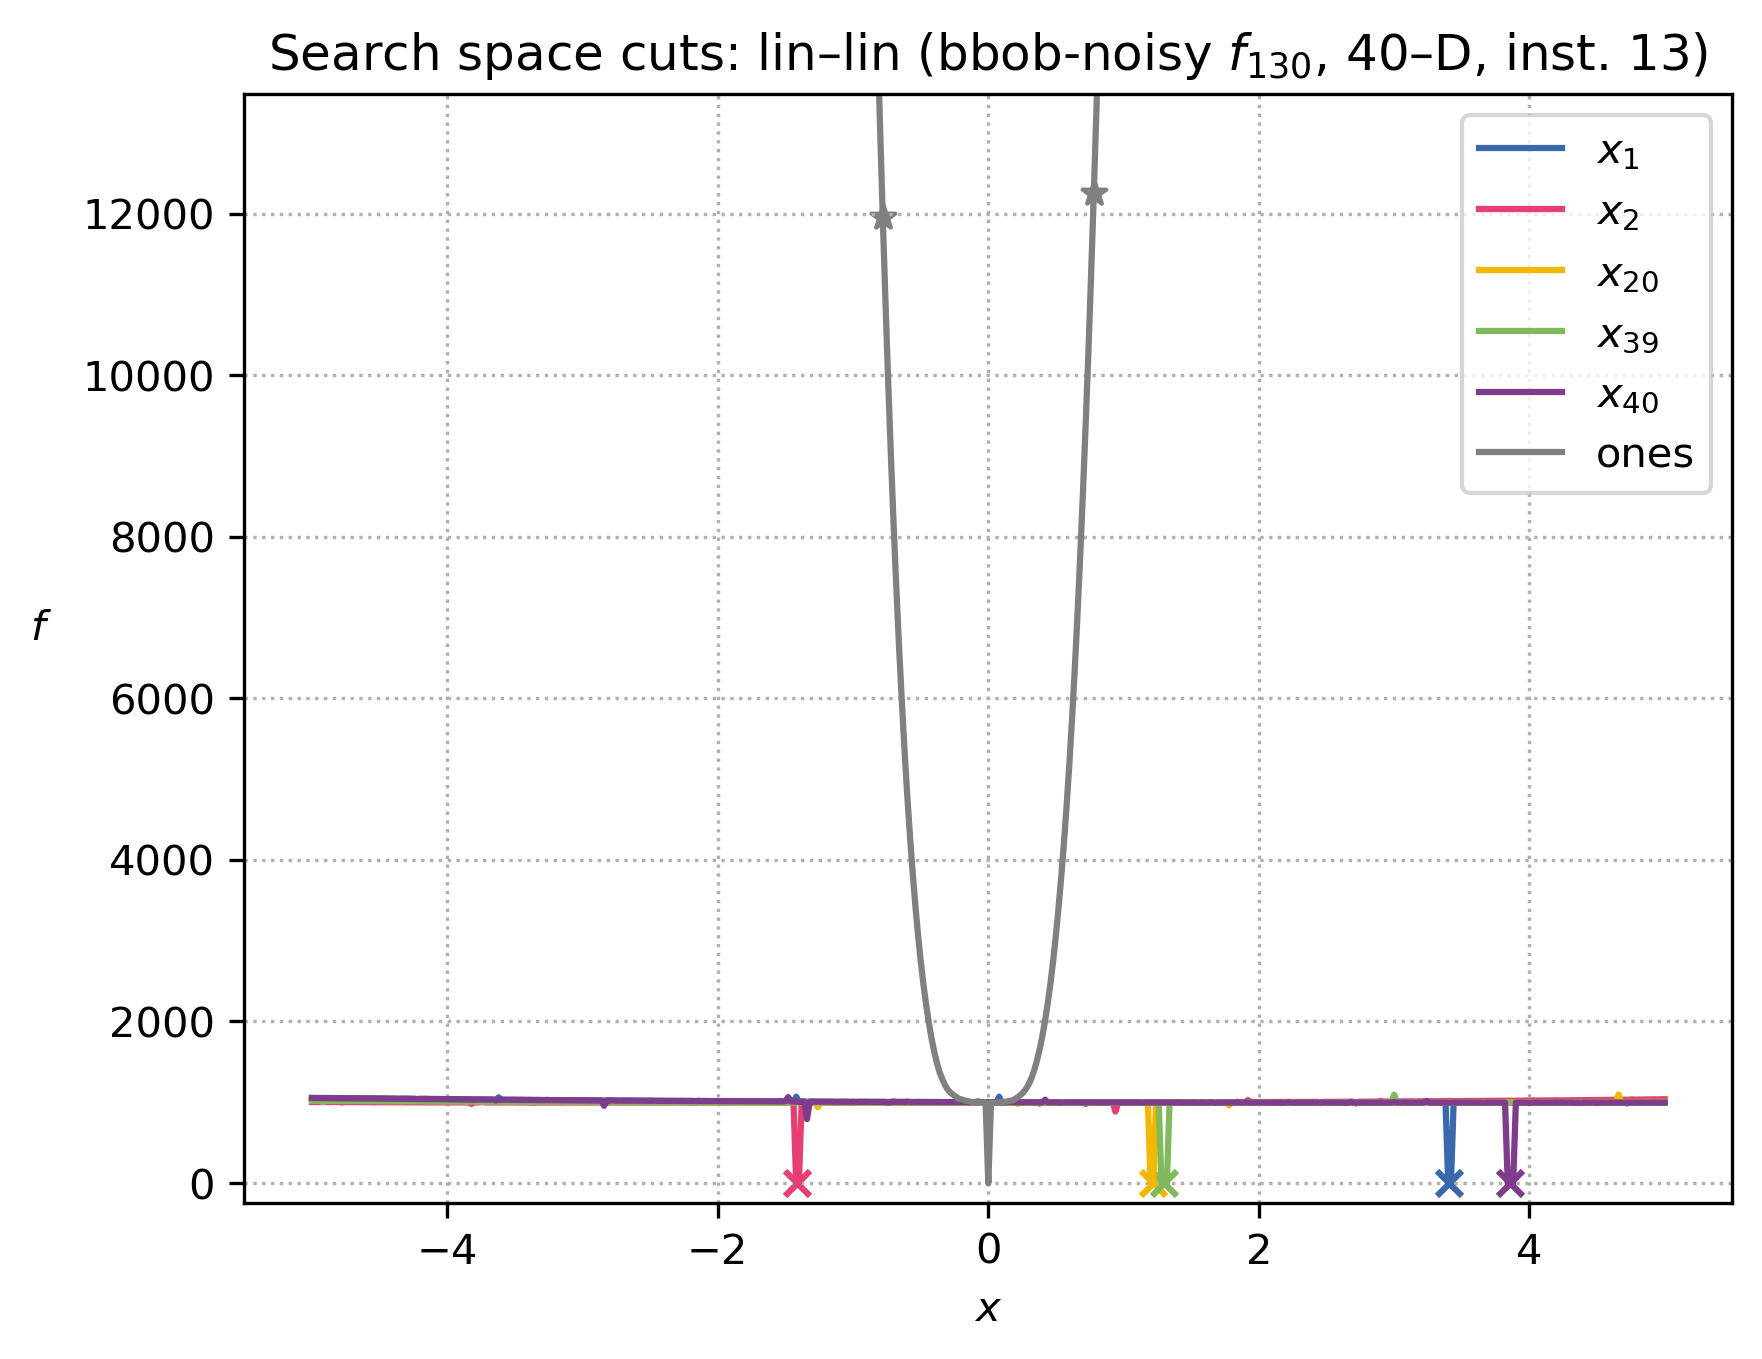 Search space cuts: lin–lin (bbob-noisy f₁₃₀, 40–D, inst. 13)
x₁
x₂
x₂₀
x₃₉
x₄₀
ones
12000
10000
8000
6000
4000
2000
0
f
−4 −2 0 2 4
x